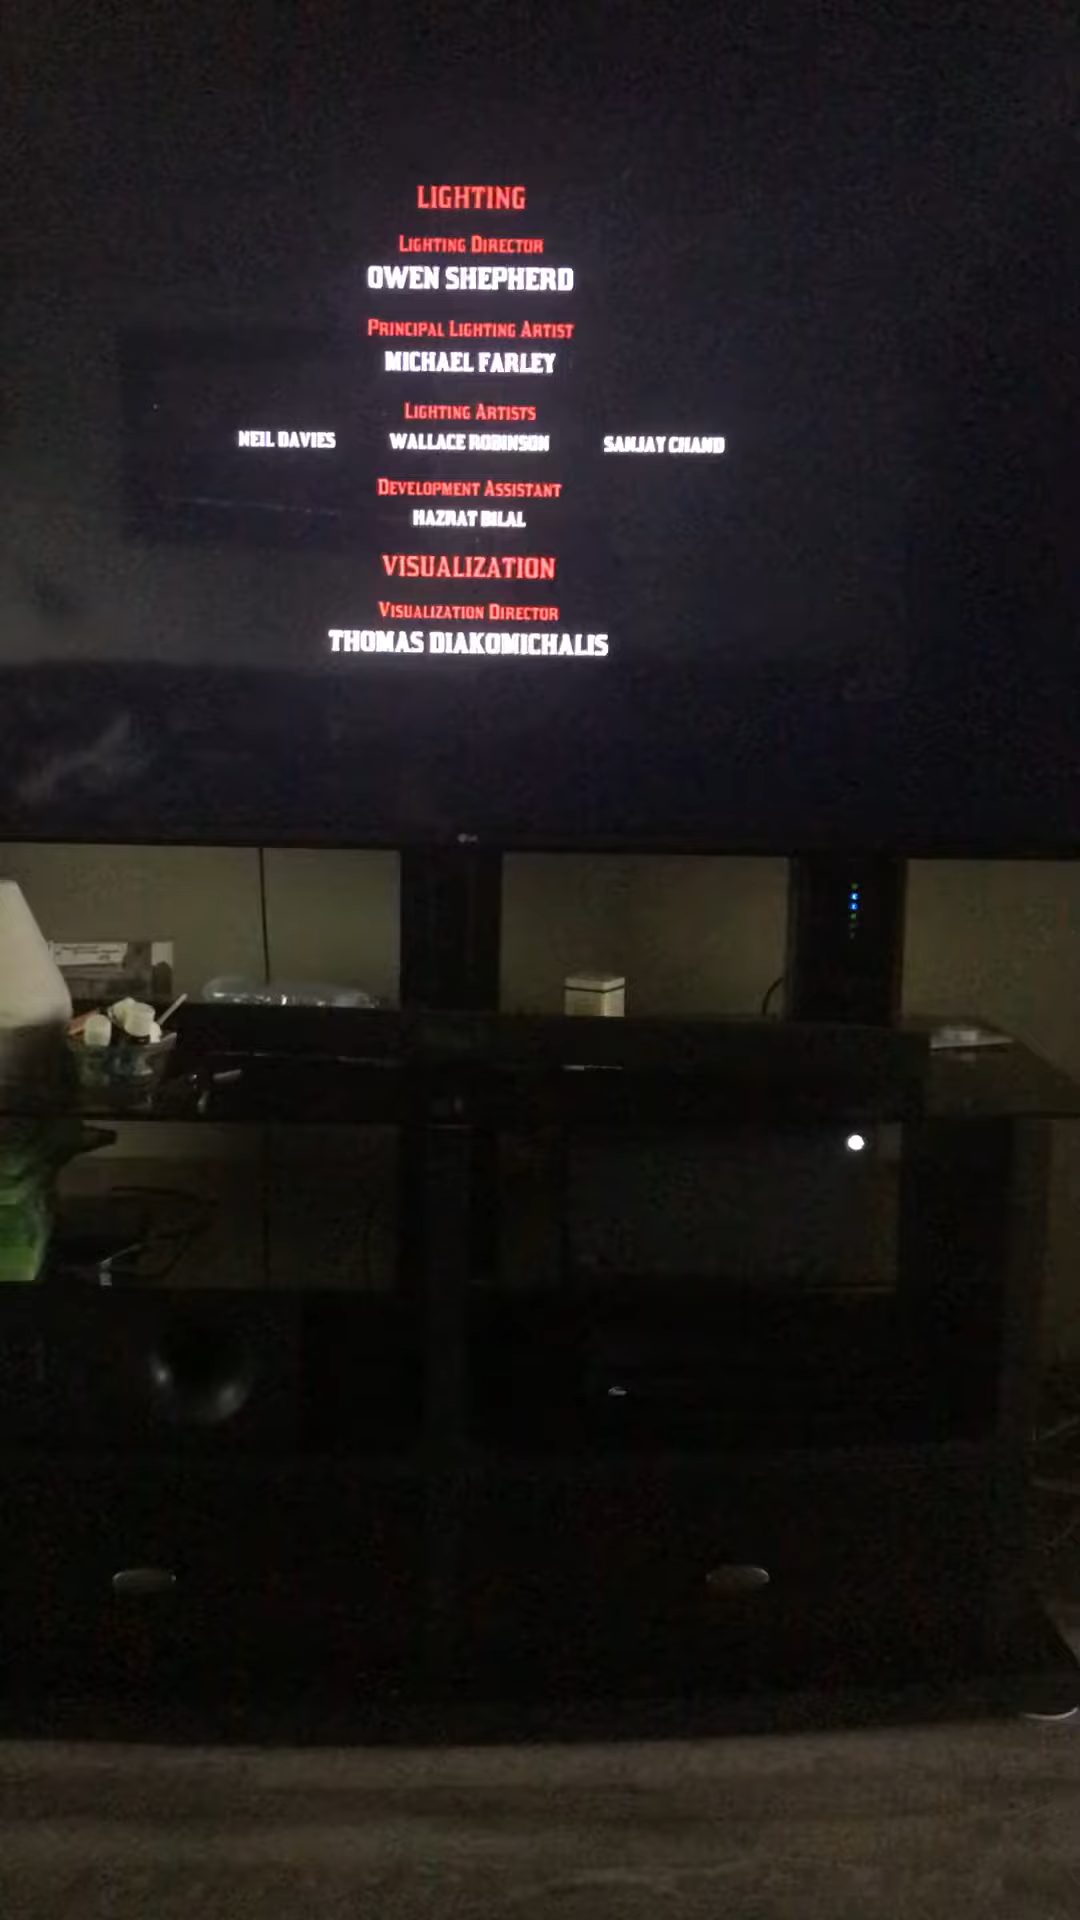 LIGHTING
LIGHTING DIRECTOR
OWEN SHEPHERD
PRINCIPAL LIGHTING ARTIST
MICHAEL FARLEY
LIGHTING ARTISTS
NEIL DAVIES WALLACE ROBINSON SANJAY CHAND
DEVELOPMENT ASSISTANT
HAZRAT BILAL
VISUALIZATION
VISUALIZATION DIRECTOR
THOMAS DIAKOMICHALIS
LG